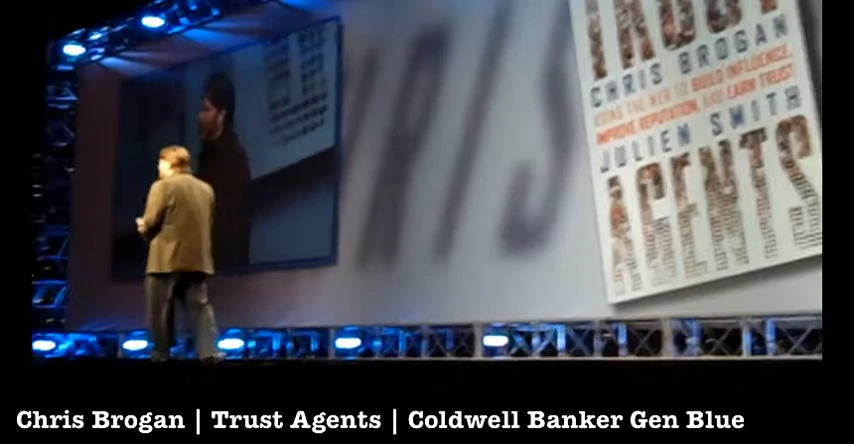 TRUST
CHRIS BROGAN
USING THE WEB TO BUILD INFLUENCE,
IMPROVE REPUTATION, AND EARN TRUST
JULIEN SMITH
AGENTS
RIS
Chris Brogan | Trust Agents | Coldwell Banker Gen Blue